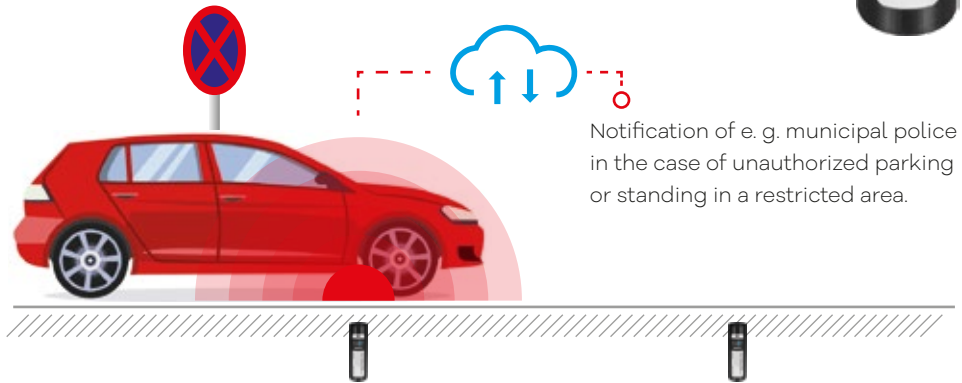 Notification of e. g. municipal police
in the case of unauthorized parking
or standing in a restricted area.